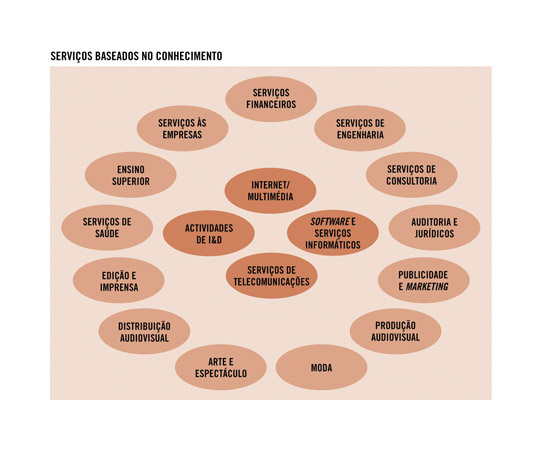 SERVIÇOS BASEADOS NO CONHECIMENTO
SERVIÇOS
FINANCEIROS
SERVIÇOS ÀS
EMPRESAS
SERVIÇOS DE
ENGENHARIA
ENSINO
SUPERIOR
SERVIÇOS DE
CONSULTORIA
INTERNET/
MULTIMÉDIA
SERVIÇOS DE
SAÚDE
ACTIVIDADES
DE I&D
SOFTWARE E
SERVIÇOS
INFORMÁTICOS
AUDITORIA E
JURÍDICOS
SERVIÇOS DE
TELECOMUNICAÇÕES
EDIÇÃO E
IMPRENSA
PUBLICIDADE
E MARKETING
DISTRIBUIÇÃO
AUDIOVISUAL
PRODUÇÃO
AUDIOVISUAL
ARTE E
ESPECTÁCULO
MODA